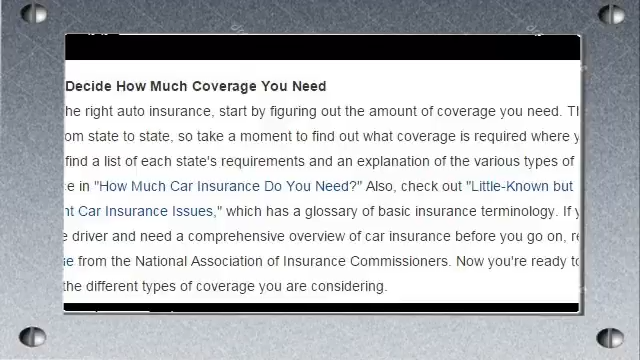 Decide How Much Coverage You Need
he right auto insurance, start by figuring out the amount of coverage you need. Th
om state to state, so take a moment to find out what coverage is required where y
find a list of each state's requirements and an explanation of the various types of
e in "How Much Car Insurance Do You Need?" Also, check out "Little-Known but
nt Car Insurance Issues," which has a glossary of basic insurance terminology. If y
e driver and need a comprehensive overview of car insurance before you go on, re
e from the National Association of Insurance Commissioners. Now you're ready to
the different types of coverage you are considering.